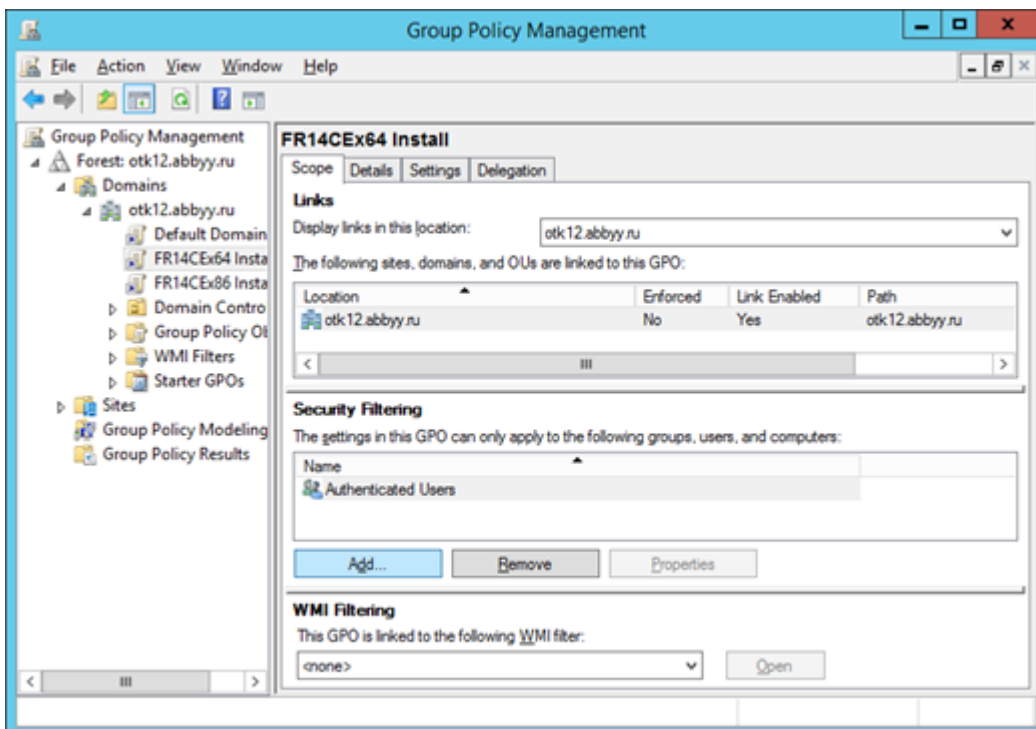 Group Policy Management
File Action View Window Help
Group Policy Management
Forest: otk12.abbyy.ru
Domains
otk12.abbyy.ru
Default Domain
FR14CEx64 Insta
FR14CEx86 Insta
Domain Contro
Group Policy Ob
WMI Filters
Starter GPOs
Sites
Group Policy Modeling
Group Policy Results
FR14CEx64 Install
Scope Details Settings Delegation
Links
Display links in this location: otk12.abbyy.ru
The following sites, domains, and OUs are linked to this GPO:
Location Enforced Link Enabled Path
otk12.abbyy.ru No Yes otk12.abbyy.ru
Security Filtering
The settings in this GPO can only apply to the following groups, users, and computers:
Name
Authenticated Users
Add... Remove Properties
WMI Filtering
This GPO is linked to the following WMI filter:
<none> Open